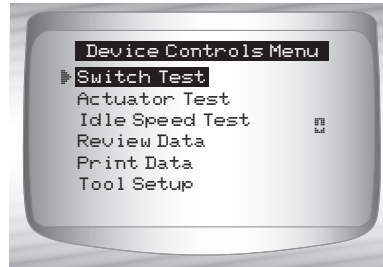 Device Controls Menu
Switch Test
Actuator Test
Idle Speed Test
Review Data
Print Data
Tool Setup